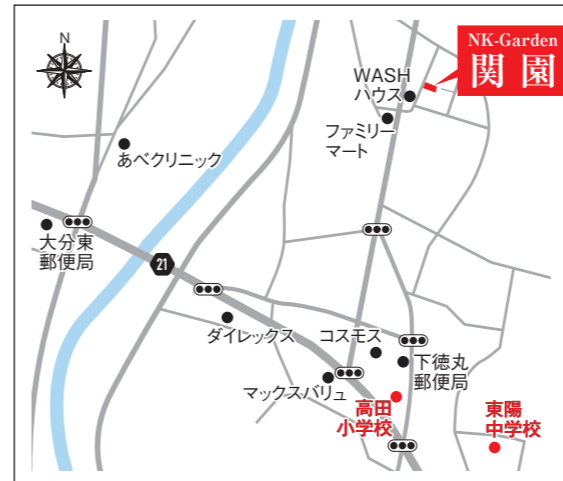 N
NK-Garden
関園
WASH
ハウス
ファミリー
マート
あべクリニック
大分東
郵便局
21
ダイレックス
コスモス
下徳丸
郵便局
マックスバリュ
高田
小学校
東陽
中学校